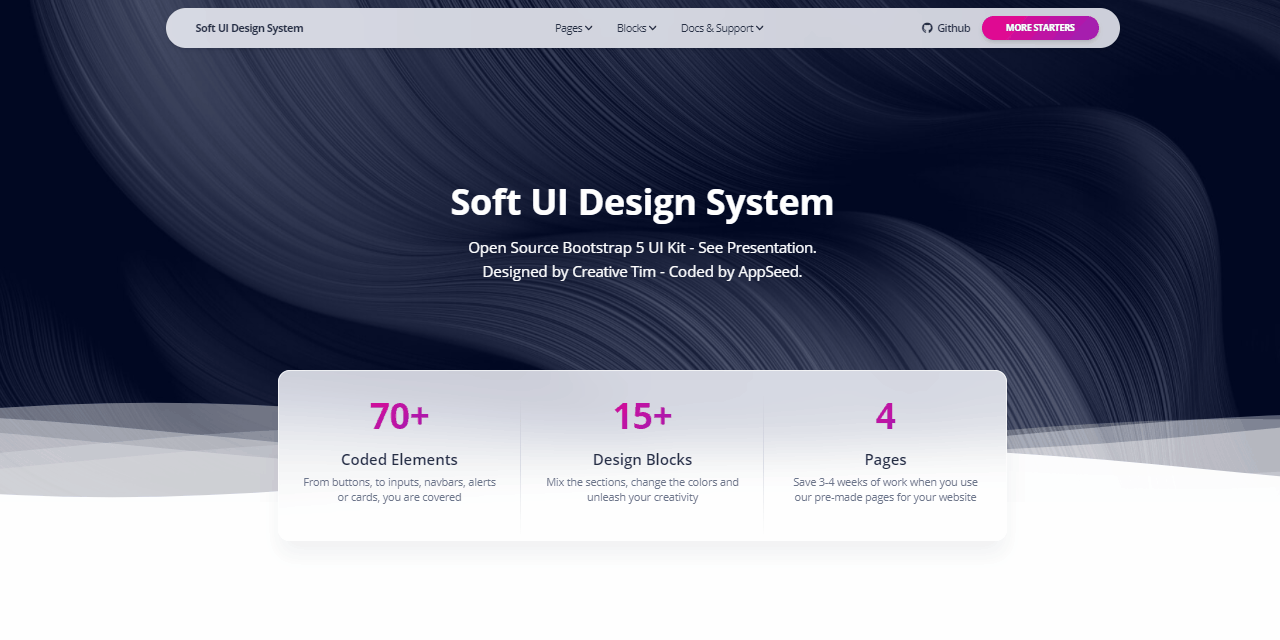 Soft UI Design System
Pages
Blocks
Docs & Support
Github
MORE STARTERS
Soft UI Design System
Open Source Bootstrap 5 UI Kit - See Presentation.
Designed by Creative Tim - Coded by AppSeed.
70+
Coded Elements
From buttons, to inputs, navbars, alerts
or cards, you are covered
15+
Design Blocks
Mix the sections, change the colors and
unleash your creativity
4
Pages
Save 3-4 weeks of work when you use
our pre-made pages for your website